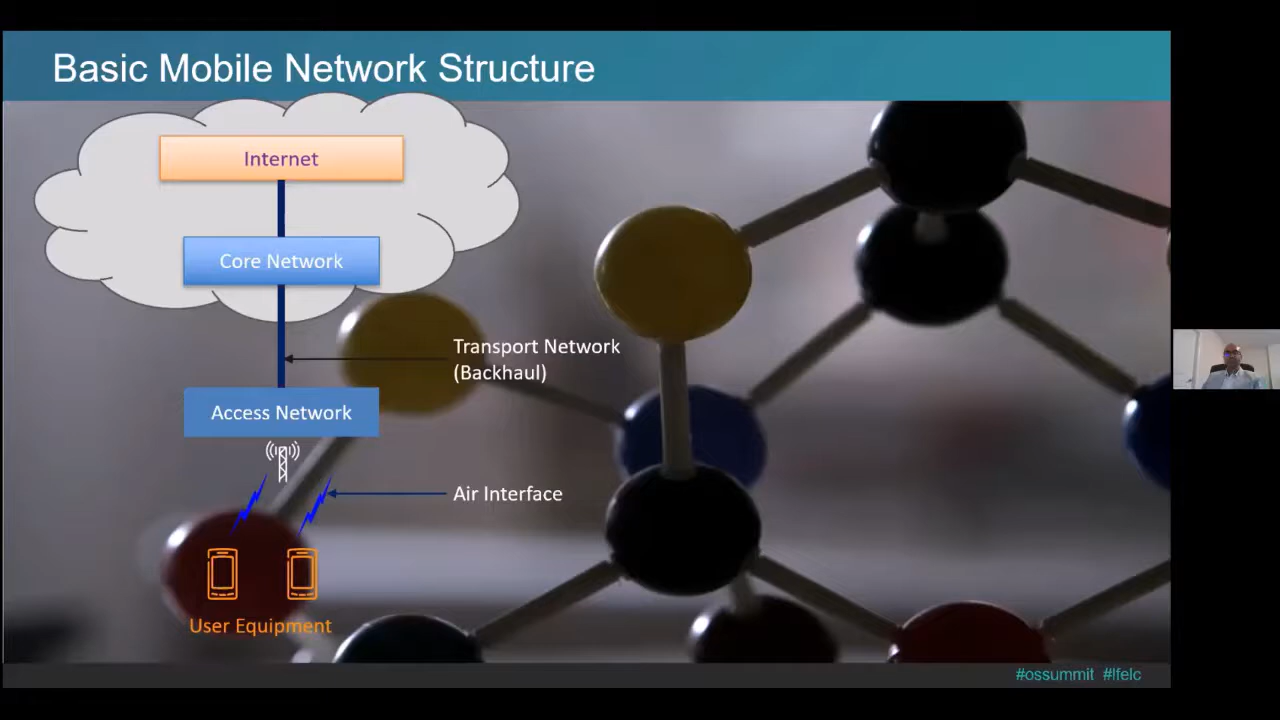 Basic Mobile Network Structure
Internet
Core Network
Transport Network
(Backhaul)
Access Network
Air Interface
User Equipment
#ossummit #lfelc